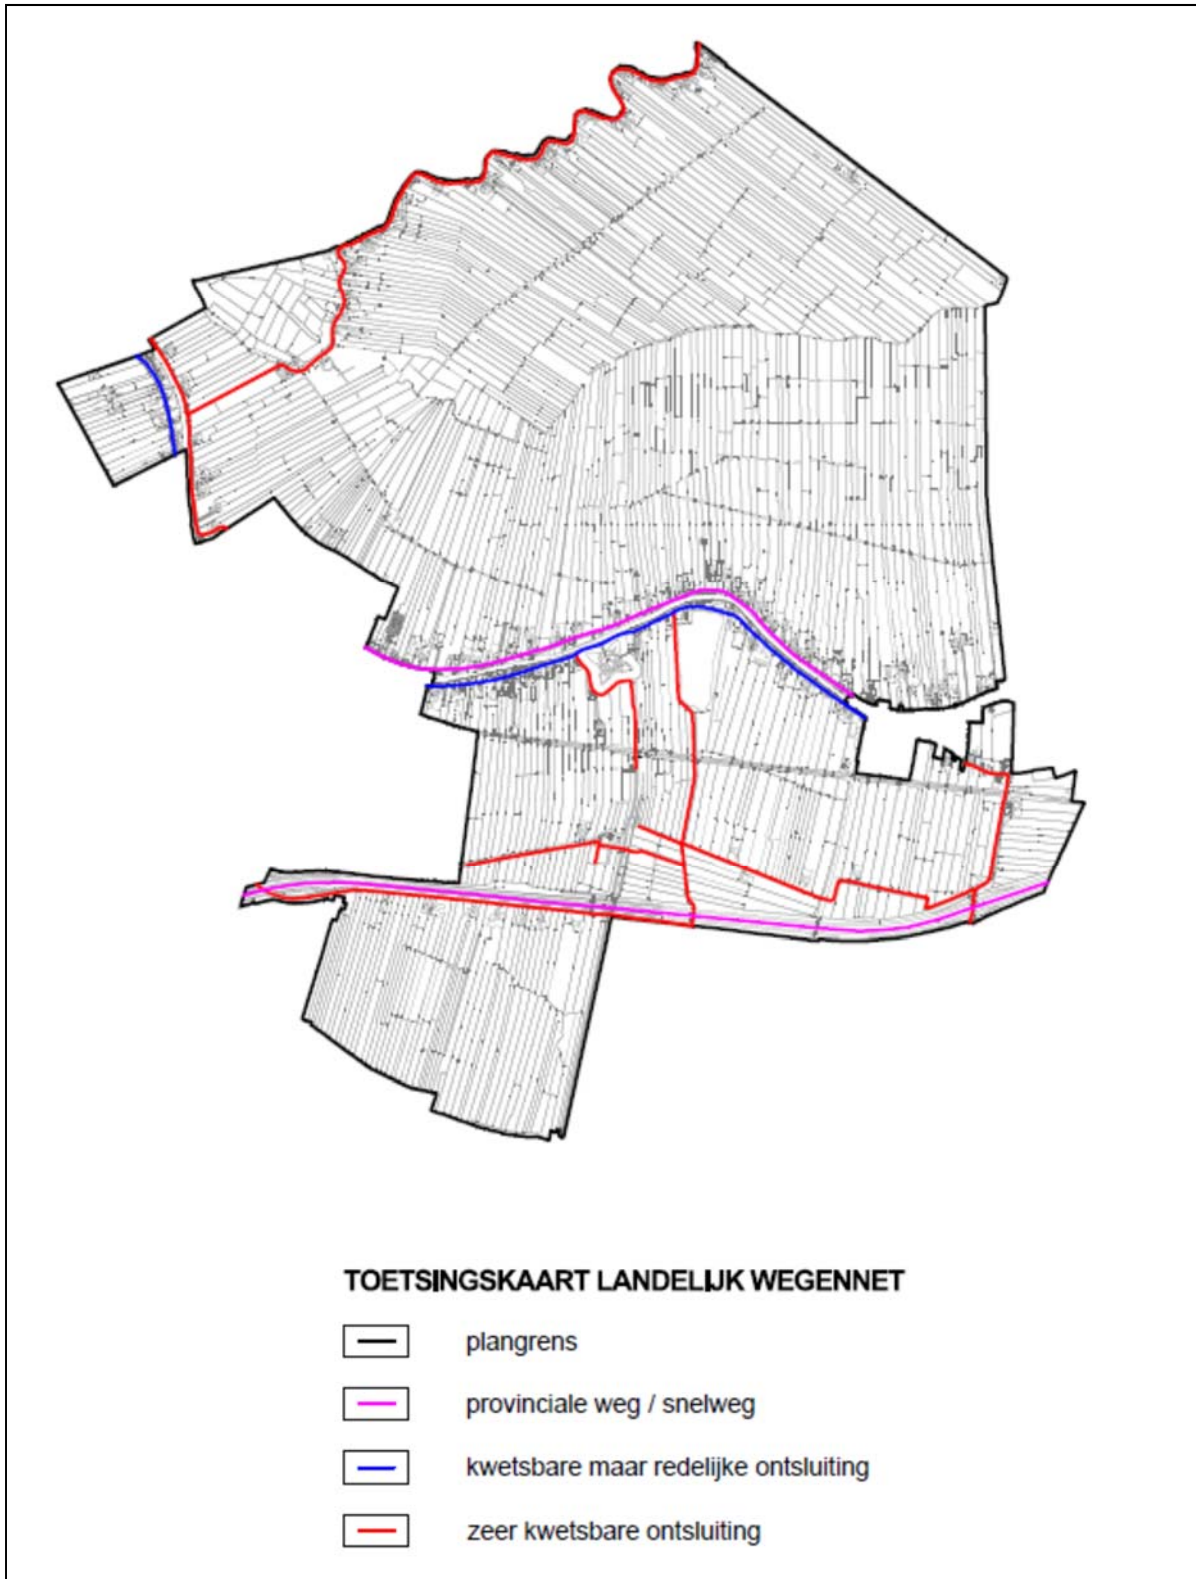 TOETSINGSKAART LANDELIJK WEGENNET
plangrens
provinciale weg / snelweg
kwetsbare maar redelijke ontsluiting
zeer kwetsbare ontsluiting